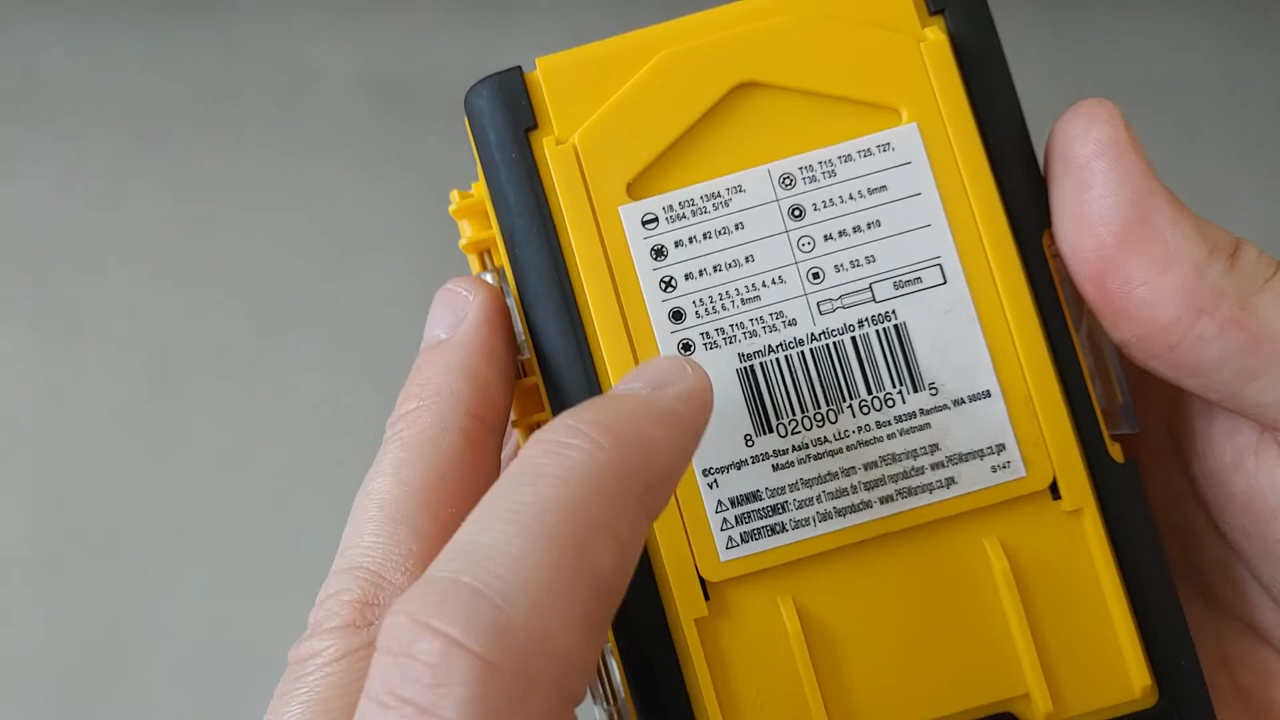 1/8, 5/32, 13/64, 7/32,
15/64, 9/32, 5/16"
#0, #1, #2 (x2), #3
#0, #1, #2 (x3), #3
1.5, 2, 2.5, 3, 3.5, 4, 4.5,
5, 5.5, 6, 7, 8mm
T8, T9, T10, T15, T20,
T25, T27, T30, T35, T40
T10, T15, T20, T25, T27,
T30, T35
2, 2.5, 3, 4, 5, 6mm
#4, #6, #8, #10
S1, S2, S3
60mm
Item/Article/Artículo #16061
8 02090 16061 5
©Copyright 2020-Star Asia USA, LLC • P.O. Box 58399 Renton, WA 98058
v1
Made in/Fabrique en/Hecho en Vietnam
S147
WARNING: Cancer and Reproductive Harm - www.P65Warnings.ca.gov.
AVERTISSEMENT: Cancer et Troubles de l'appareil reproducteur- www.P65Warnings.ca.gov.
ADVERTENCIA: Cáncer y Daño Reproductivo - www.P65Warnings.ca.gov.